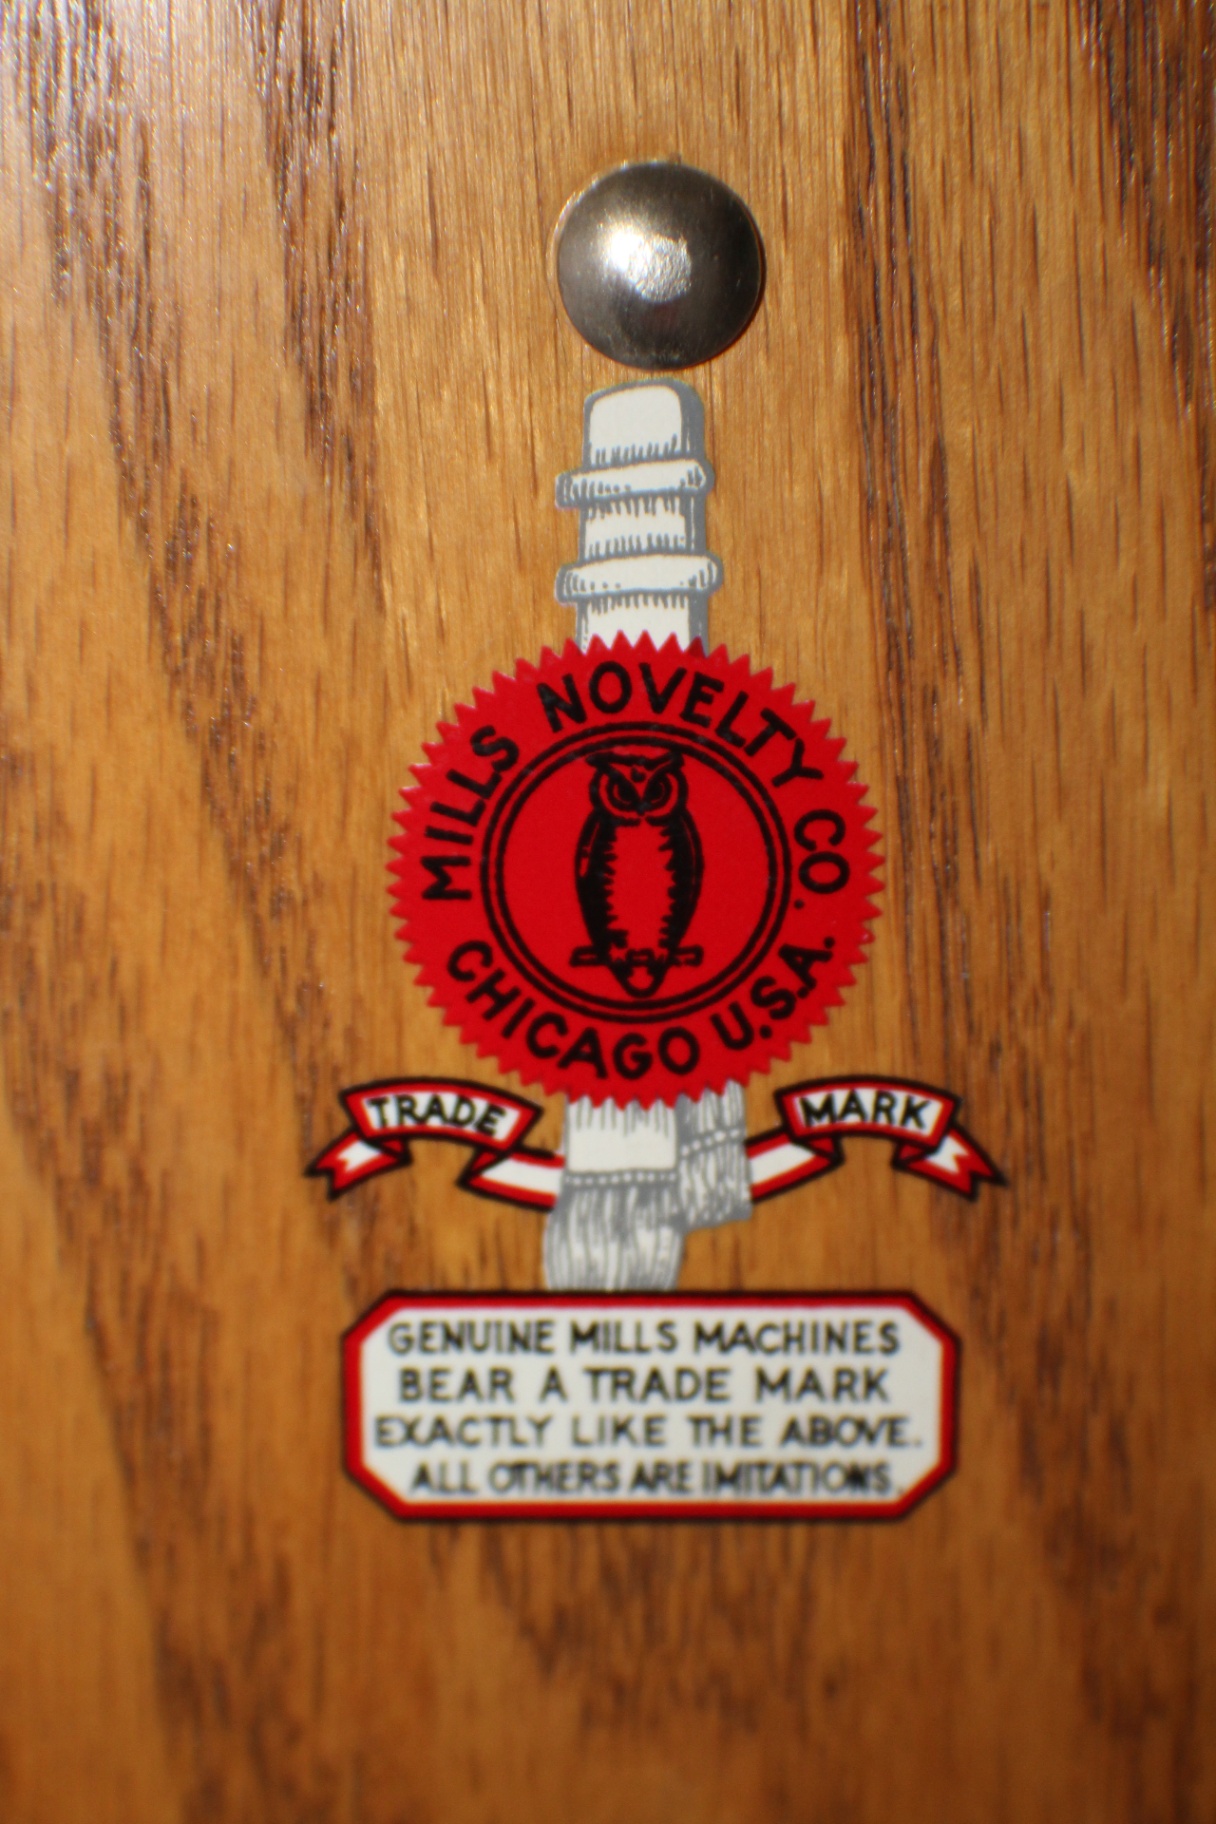 MILLS NOVELTY CO.
CHICAGO U.S.A.
TRADE MARK
GENUINE MILLS MACHINES
BEAR A TRADE MARK
EXACTLY LIKE THE ABOVE.
ALL OTHERS ARE IMITATIONS.